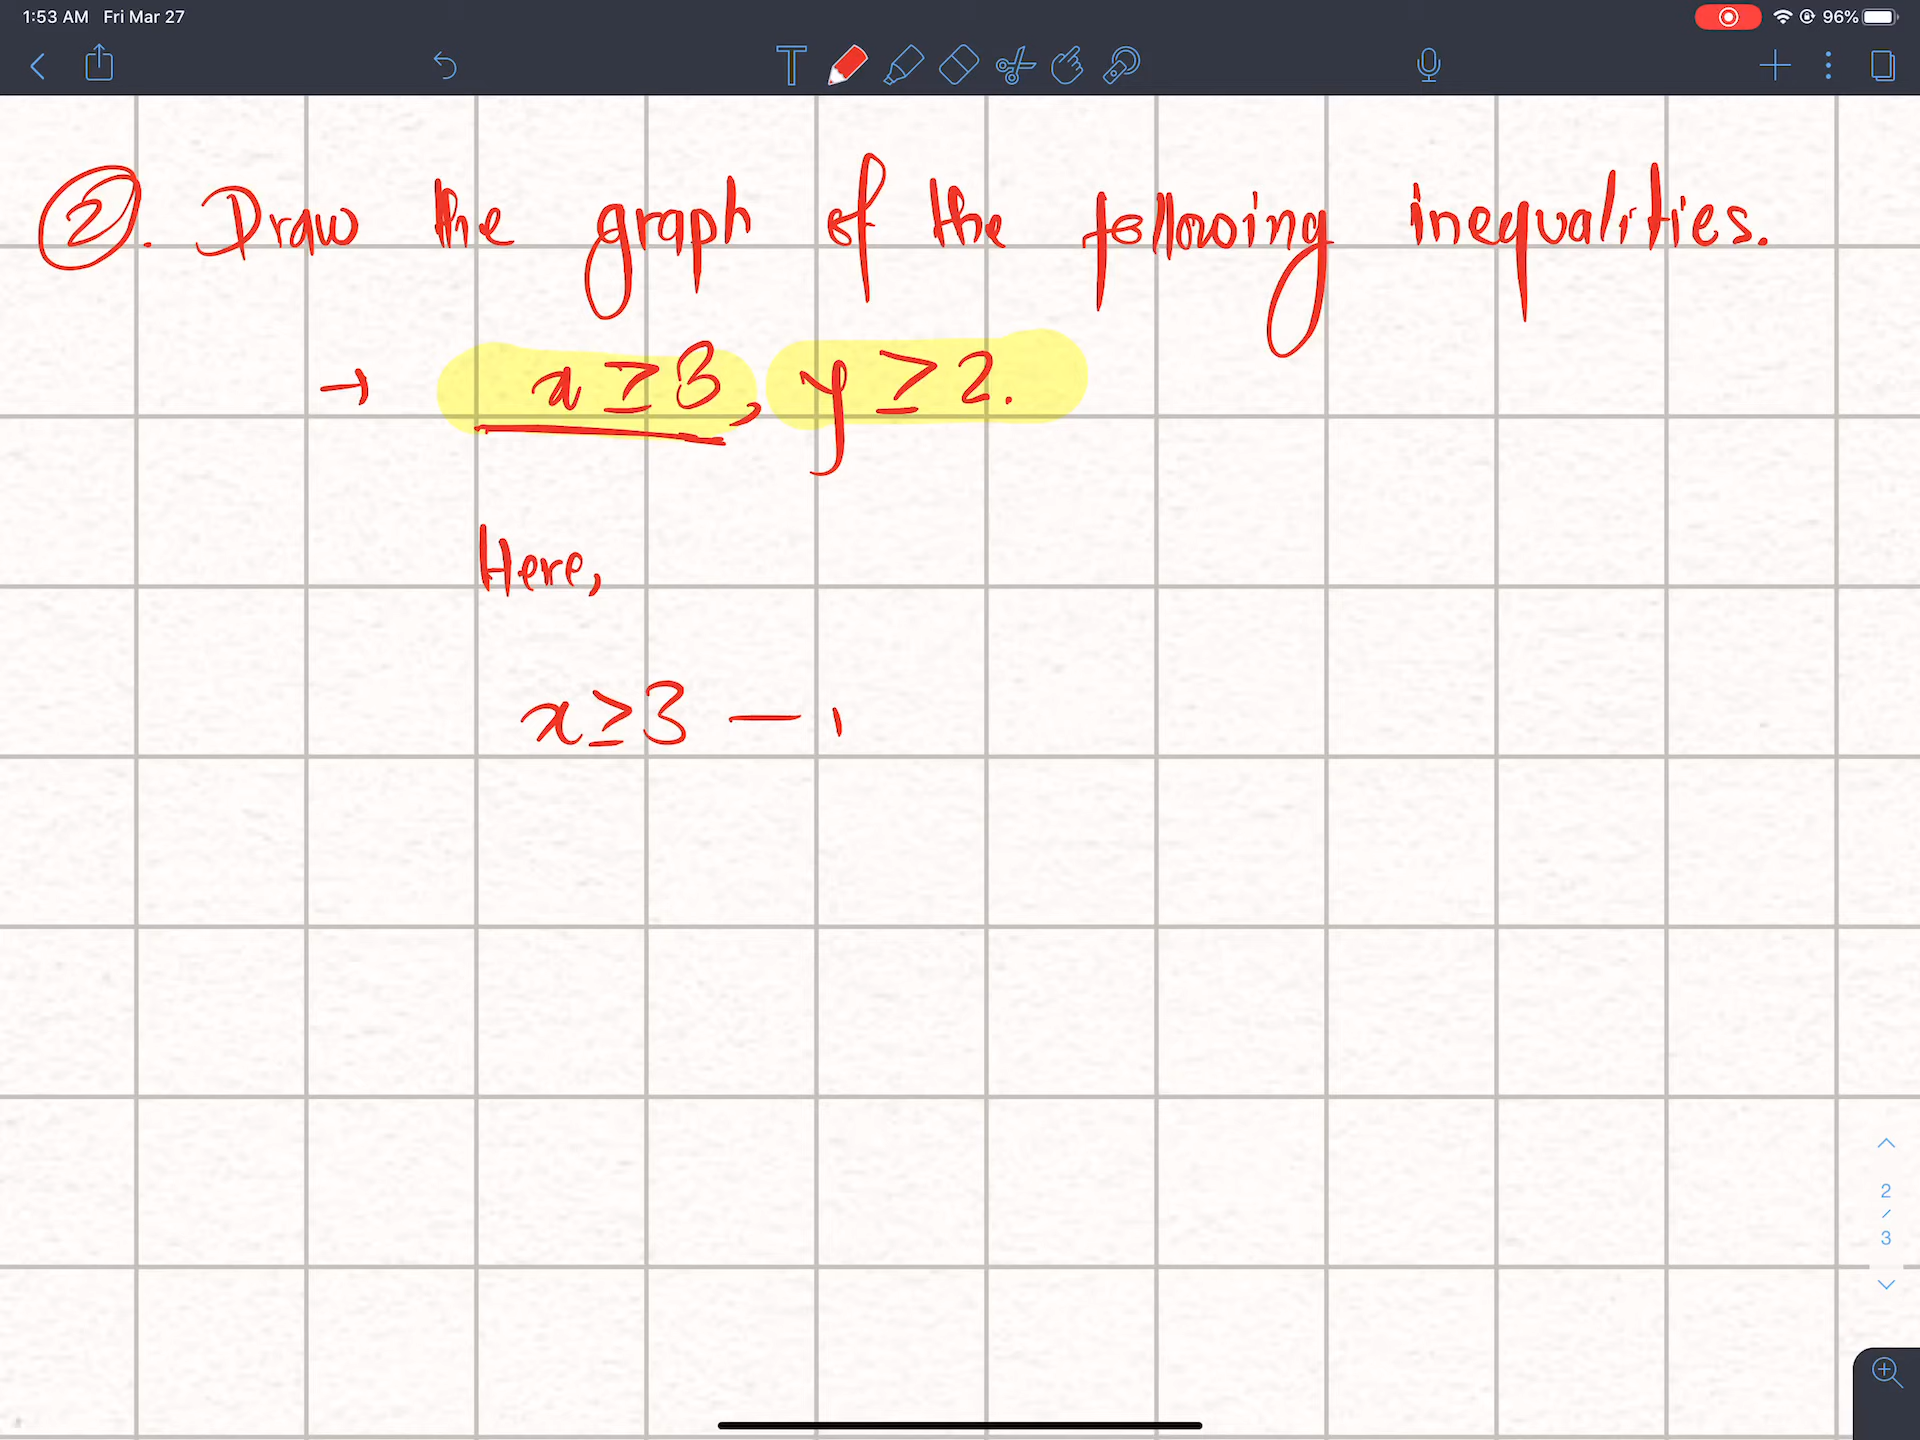 1:53 AM Fri Mar 27
96%
T
②. Draw the graph of the following inequalities.
→ x ≥ 3, y ≥ 2.
Here,
x ≥ 3 — 
2
/
3